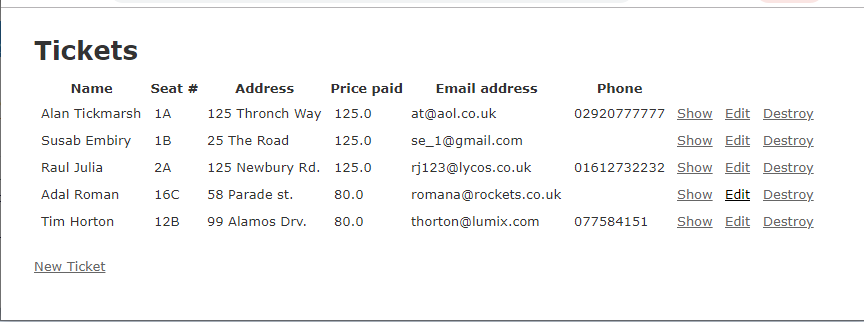 Tickets
Name Seat # Address Price paid Email address Phone
Alan Tickmarsh 1A 125 Thronch Way 125.0 at@aol.co.uk 02920777777 Show Edit Destroy
Susab Embiry 1B 25 The Road 125.0 se_1@gmail.com Show Edit Destroy
Raul Julia 2A 125 Newbury Rd. 125.0 rj123@lycos.co.uk 01612732232 Show Edit Destroy
Adal Roman 16C 58 Parade st. 80.0 romana@rockets.co.uk Show Edit Destroy
Tim Horton 12B 99 Alamos Drv. 80.0 thorton@lumix.com 077584151 Show Edit Destroy
New Ticket